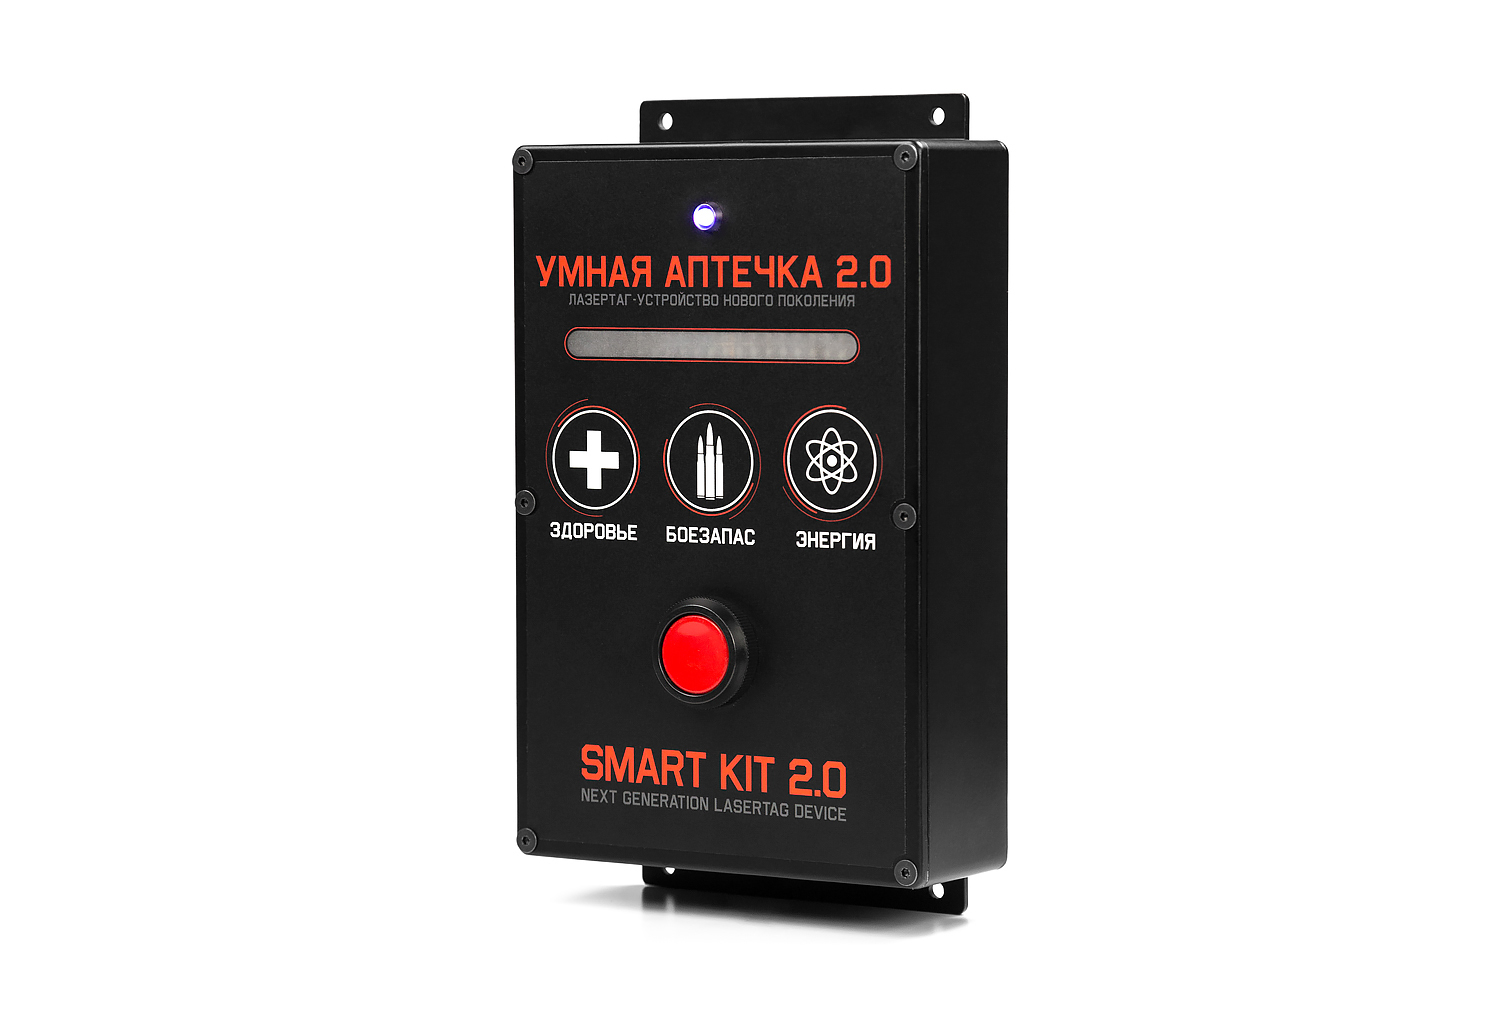 УМНАЯ АПТЕЧКА 2.0
ЛАЗЕРТАГ-УСТРОЙСТВО НОВОГО ПОКОЛЕНИЯ
ЗДОРОВЬЕ БОЕЗАПАС ЭНЕРГИЯ
SMART KIT 2.0
NEXT GENERATION LASERTAG DEVICE